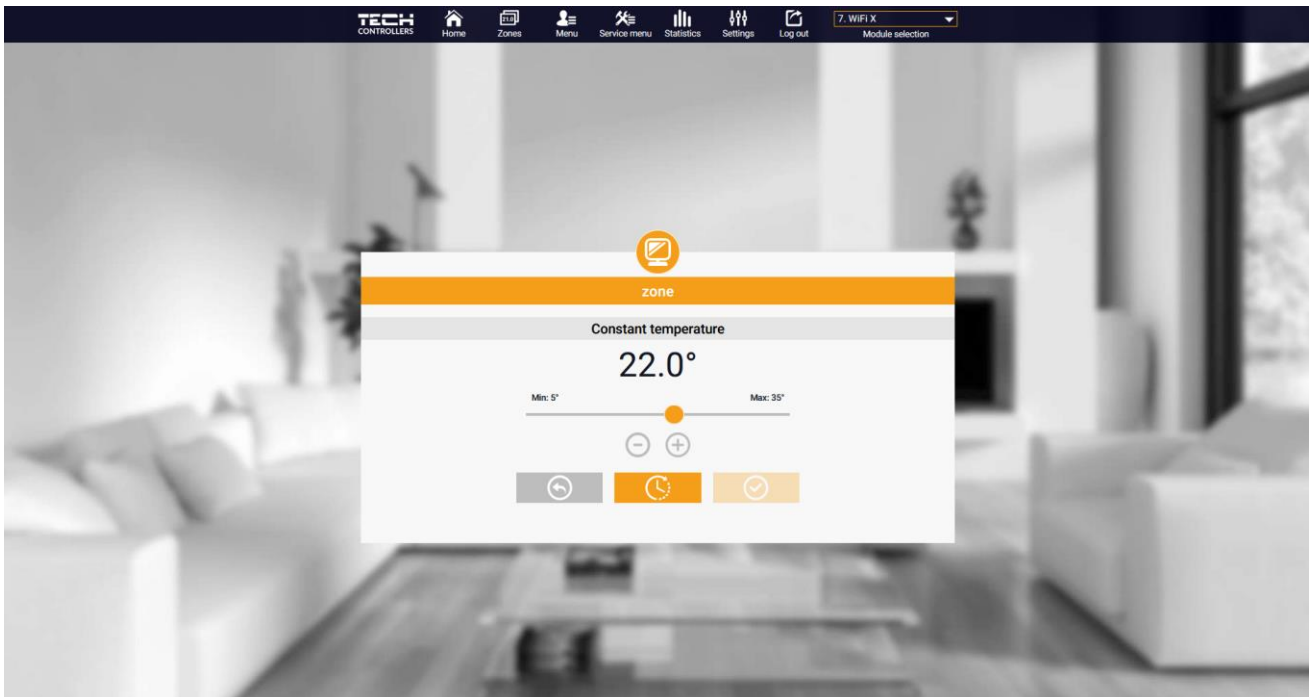 TECH
CONTROLLERS
Home
Zones
Menu
Service menu
Statistics
Settings
Log out
7. WiFi X
Module selection
zone
Constant temperature
22.0°
Min: 5°
Max: 35°